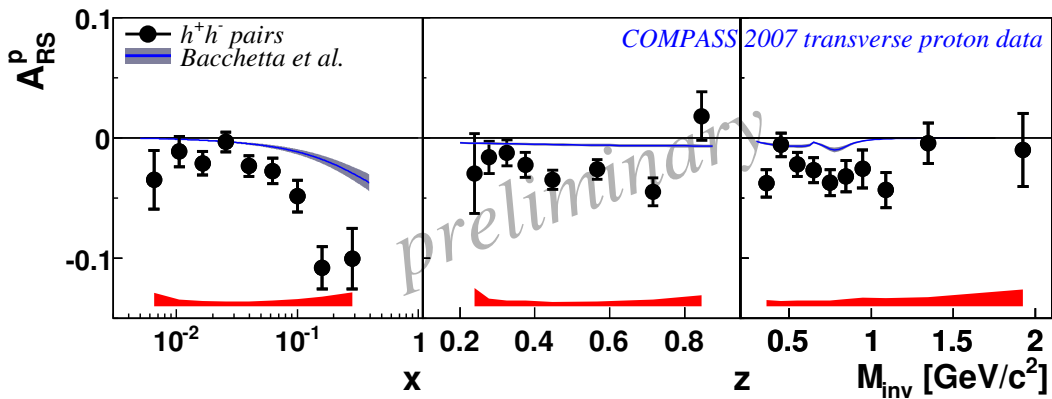 0.1
0
-0.1
A^p_RS
h⁺h⁻ pairs
Bacchetta et al.
COMPASS 2007 transverse proton data
preliminary
10⁻² 10⁻¹ 1
0.2 0.4 0.6 0.8
0.5 1 1.5 2
x
z
M_inv [GeV/c²]